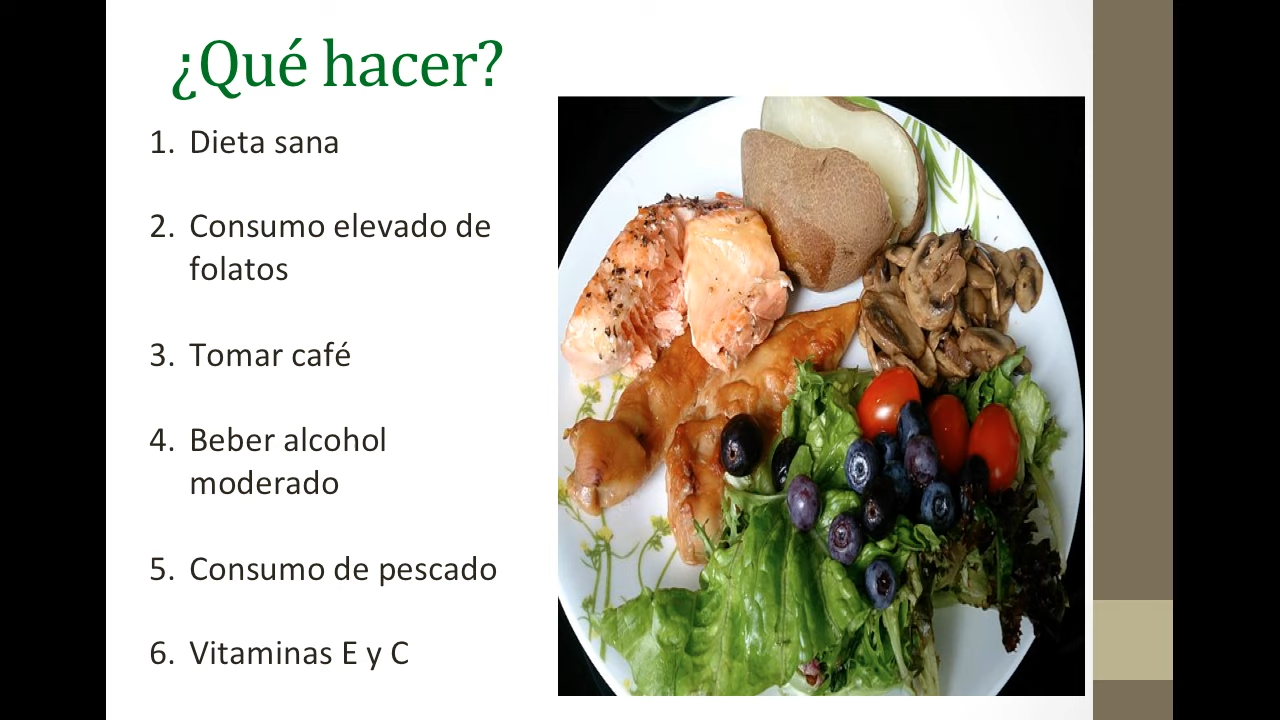 ¿Qué hacer?
1. Dieta sana
2. Consumo elevado de
folatos
3. Tomar café
4. Beber alcohol
moderado
5. Consumo de pescado
6. Vitaminas E y C